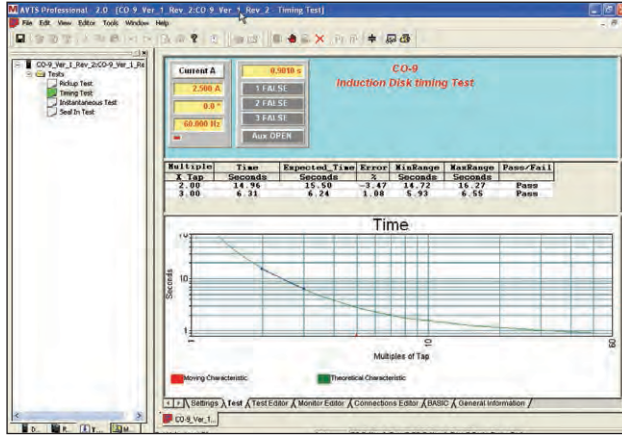 AVTS Professional 2.0 [CO-9_Ver_1_Rev_2:CO-9_Ver_1_Rev_2 - Timing Test]
File Edit View Editor Tools Window Help
CO-9_Ver_1_Rev_2:CO-9_Ver_1_Re
Tests
Pickup Test
Timing Test
Instantaneous Test
Seal In Test
Current A
2.500 A
0.0 °
60.000 Hz
0.9010 s
1 FALSE
2 FALSE
3 FALSE
Aux OPEN
CO-9
Induction Disk timing Test
Multiple Time Expected_Time Error MinRange MaxRange Pass/Fail
X Tap Seconds Seconds % Seconds Seconds
2.00 14.96 15.50 -3.47 14.72 16.27 Pass
3.00 6.31 6.24 1.08 5.93 6.55 Pass
Time
Seconds
10
1
1
10
60
Multiples of Tap
Moving Characteristic
Theoretical Characteristic
Settings Test Test Editor Monitor Editor Connections Editor BASIC General Information
D.. R... T... M...
CO-9_Ver_1...